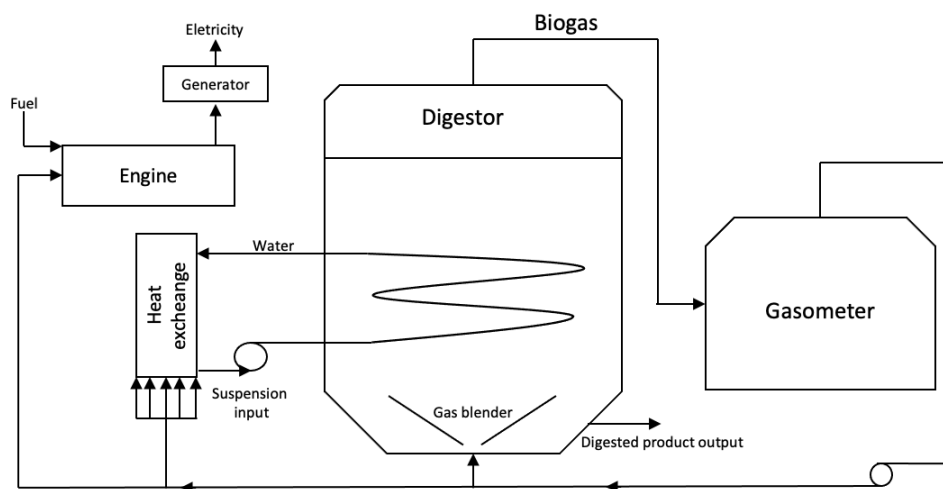 Biogas
Eletricity
Generator
Fuel
Digestor
Engine
Water
Heat
excheange
Gasometer
Suspension
input
Gas blender
Digested product output